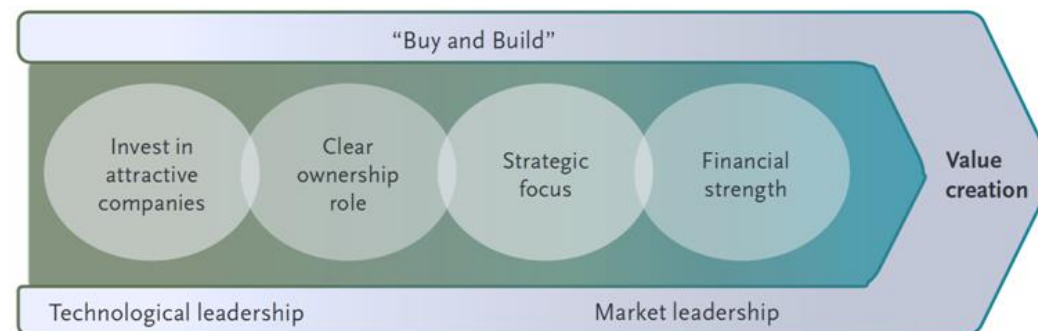 “Buy and Build”
Invest in
attractive
companies
Clear
ownership
role
Strategic
focus
Financial
strength
Value
creation
Technological leadership
Market leadership